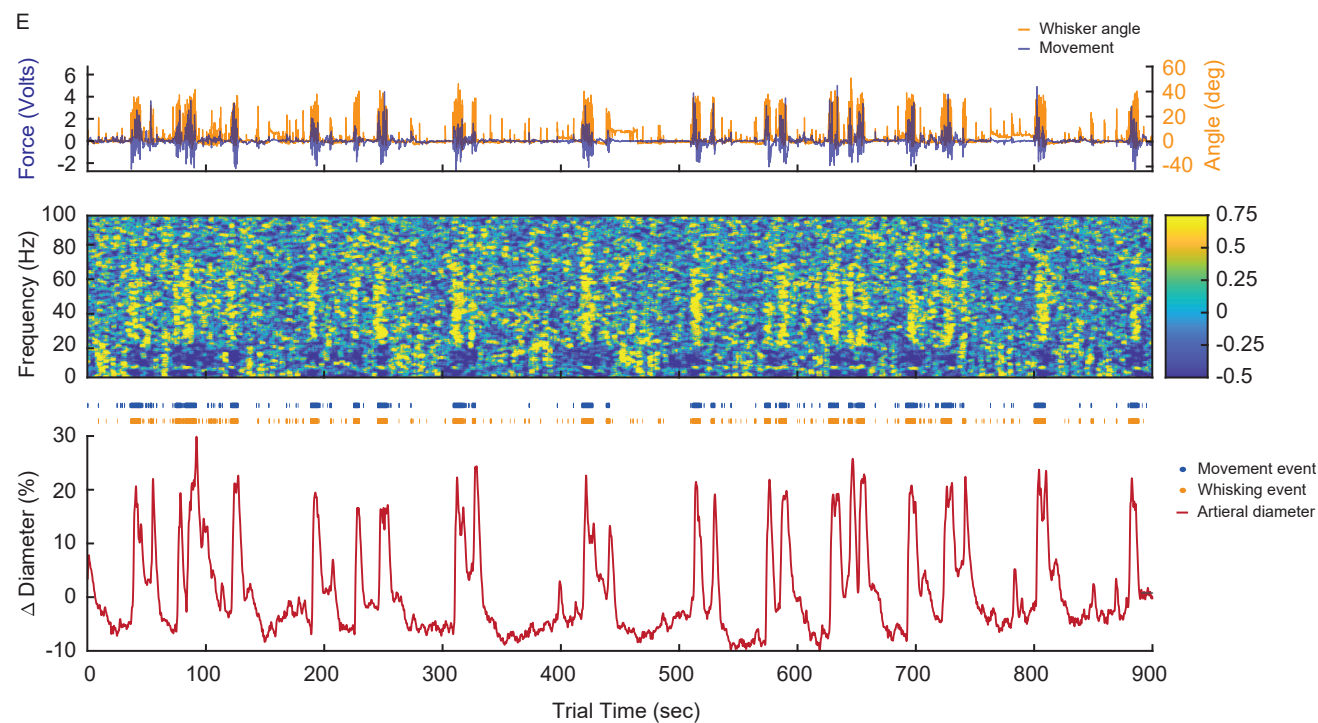 E
Whisker angle
Movement
Force (Volts)
6
4
2
0
-2
60
40
20
0
-40
Angle (deg)
Frequency (Hz)
100
80
60
40
20
0
0.75
0.5
0.25
0
-0.25
-0.5
Δ Diameter (%)
30
20
10
0
-10
Movement event
Whisking event
Artieral diameter
0 100 200 300 400 500 600 700 800 900
Trial Time (sec)